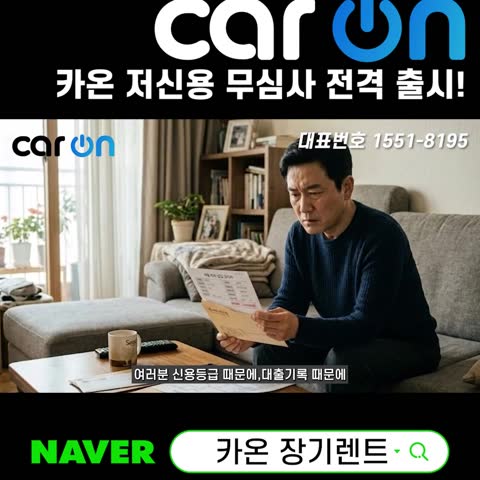 car on
카온 저신용 무심사 전격 출시!
car on
대표번호 1551-8195
여러분 신용등급 때문에,대출기록 때문에
NAVER
카온 장기렌트